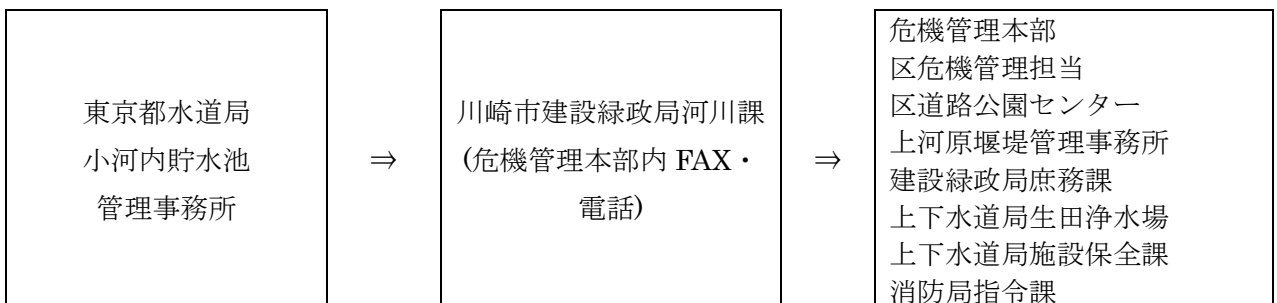 東京都水道局
小河内貯水池
管理事務所
⇒
川崎市建設緑政局河川課
(危機管理本部内 FAX・
電話)
⇒
危機管理本部
区危機管理担当
区道路公園センター
上河原堰堤管理事務所
建設緑政局庶務課
上下水道局生田浄水場
上下水道局施設保全課
消防局指令課